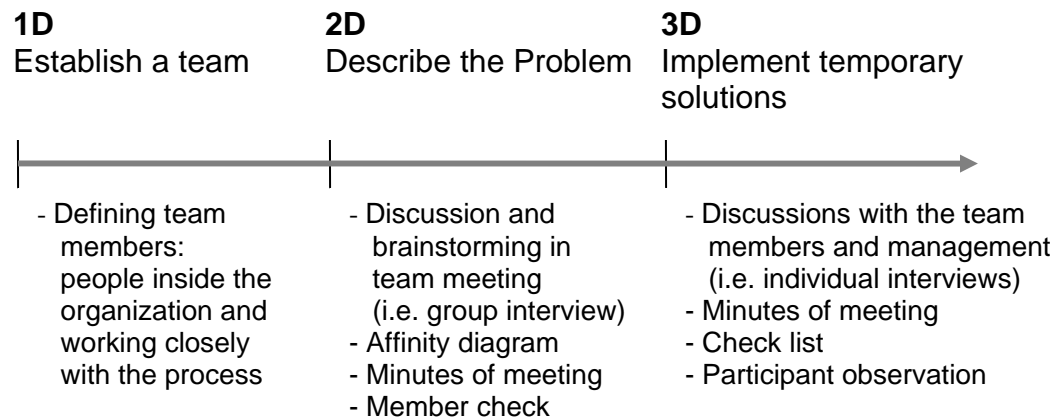 1D
Establish a team
- Defining team
members:
people inside the
organization and
working closely
with the process
2D
Describe the Problem
- Discussion and
brainstorming in
team meeting
(i.e. group interview)
- Affinity diagram
- Minutes of meeting
- Member check
3D
Implement temporary
solutions
- Discussions with the team
members and management
(i.e. individual interviews)
- Minutes of meeting
- Check list
- Participant observation